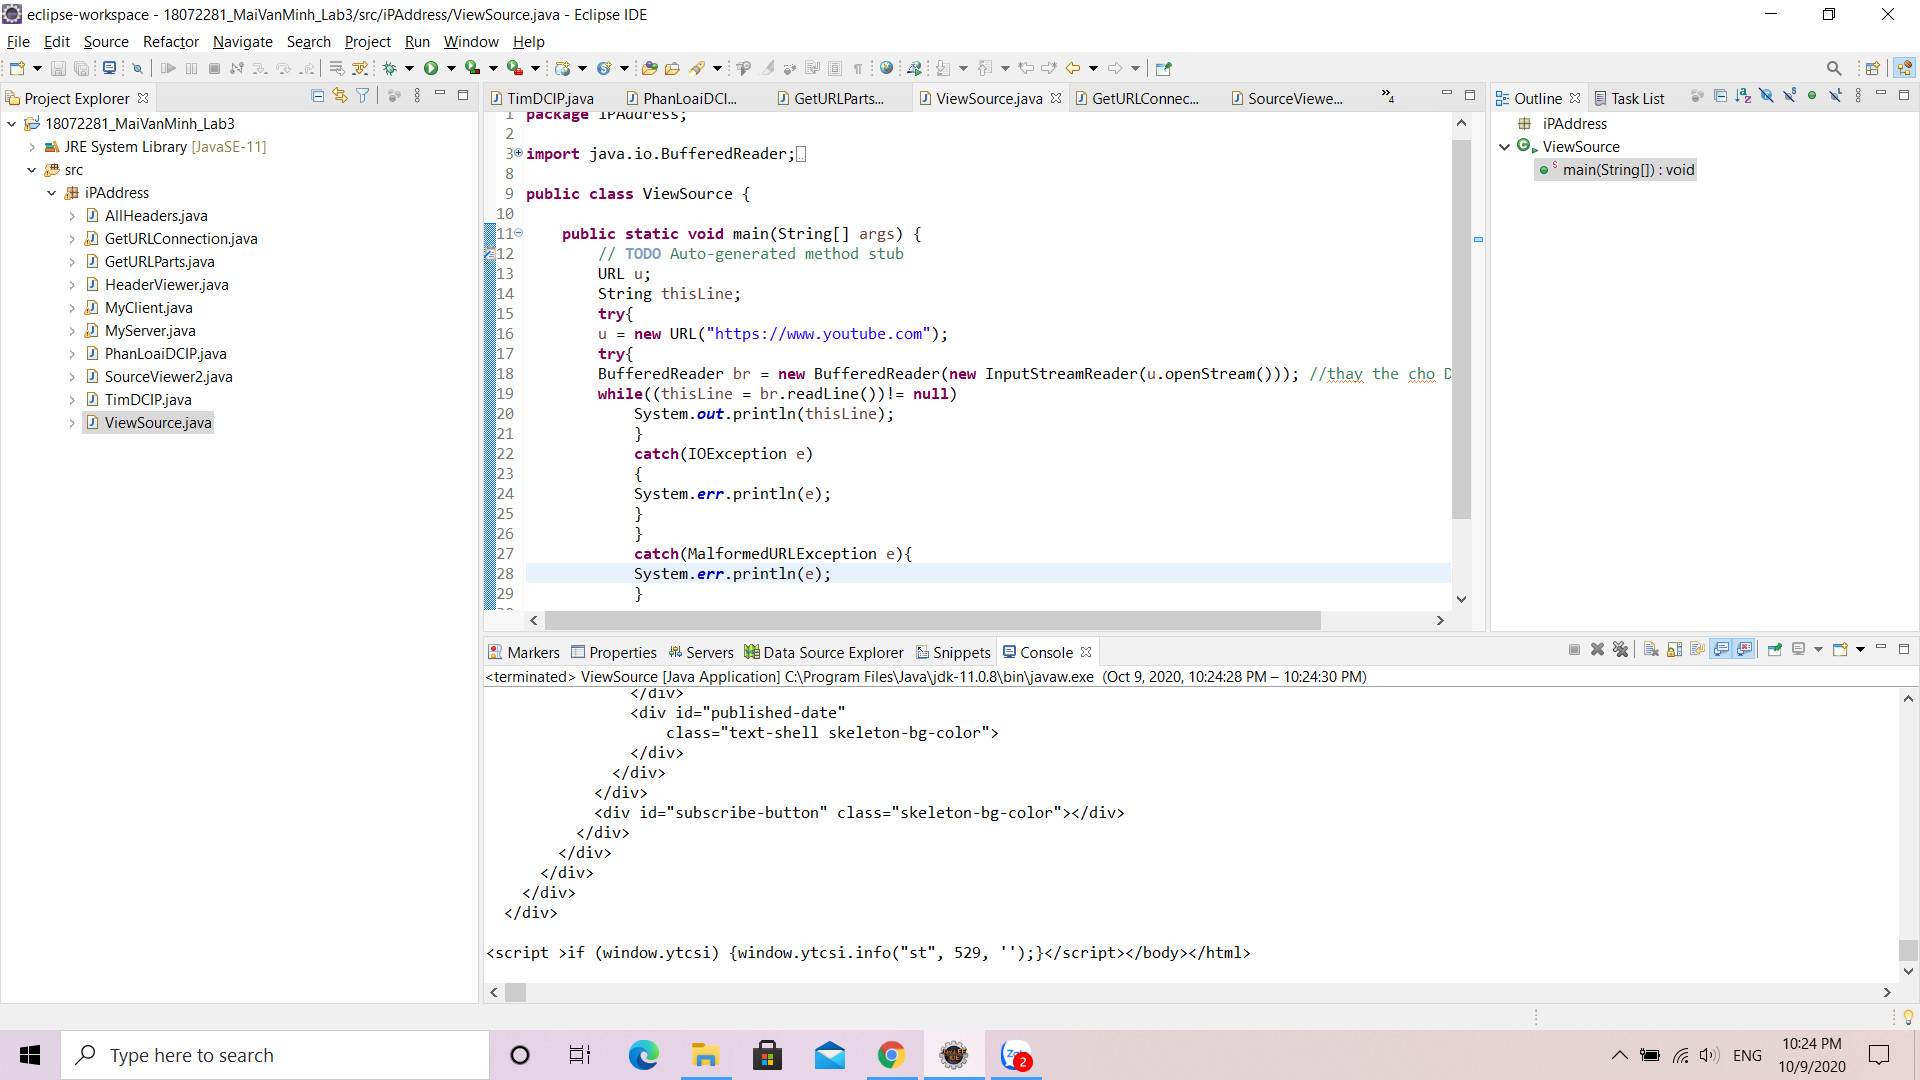 eclipse-workspace - 18072281_MaiVanMinh_Lab3/src/iPAddress/ViewSource.java - Eclipse IDE
File Edit Source Refactor Navigate Search Project Run Window Help
Project Explorer
18072281_MaiVanMinh_Lab3
JRE System Library [JavaSE-11]
src
iPAddress
AllHeaders.java
GetURLConnection.java
GetURLParts.java
HeaderViewer.java
MyClient.java
MyServer.java
PhanLoaiDCIP.java
SourceViewer2.java
TimDCIP.java
ViewSource.java
TimDCIP.java PhanLoaiDCI... GetURLParts... ViewSource.java GetURLConnec... SourceViewe... »4
1 package iPAddress;
2
3 import java.io.BufferedReader;
8
9 public class ViewSource {
10
11 public static void main(String[] args) {
12 // TODO Auto-generated method stub
13 URL u;
14 String thisLine;
15 try{
16 u = new URL("https://www.youtube.com");
17 try{
18 BufferedReader br = new BufferedReader(new InputStreamReader(u.openStream())); //thay the cho D
19 while((thisLine = br.readLine())!= null)
20 System.out.println(thisLine);
21 }
22 catch(IOException e)
23 {
24 System.err.println(e);
25 }
26 }
27 catch(MalformedURLException e){
28 System.err.println(e);
29 }
Outline Task List
iPAddress
ViewSource
main(String[]) : void
Markers Properties Servers Data Source Explorer Snippets Console
<terminated> ViewSource [Java Application] C:\Program Files\Java\jdk-11.0.8\bin\javaw.exe (Oct 9, 2020, 10:24:28 PM – 10:24:30 PM)
</div>
<div id="published-date"
class="text-shell skeleton-bg-color">
</div>
</div>
</div>
<div id="subscribe-button" class="skeleton-bg-color"></div>
</div>
</div>
</div>
</div>
</div>
<script >if (window.ytcsi) {window.ytcsi.info("st", 529, '');}</script></body></html>
Type here to search
2
ENG
10:24 PM
10/9/2020